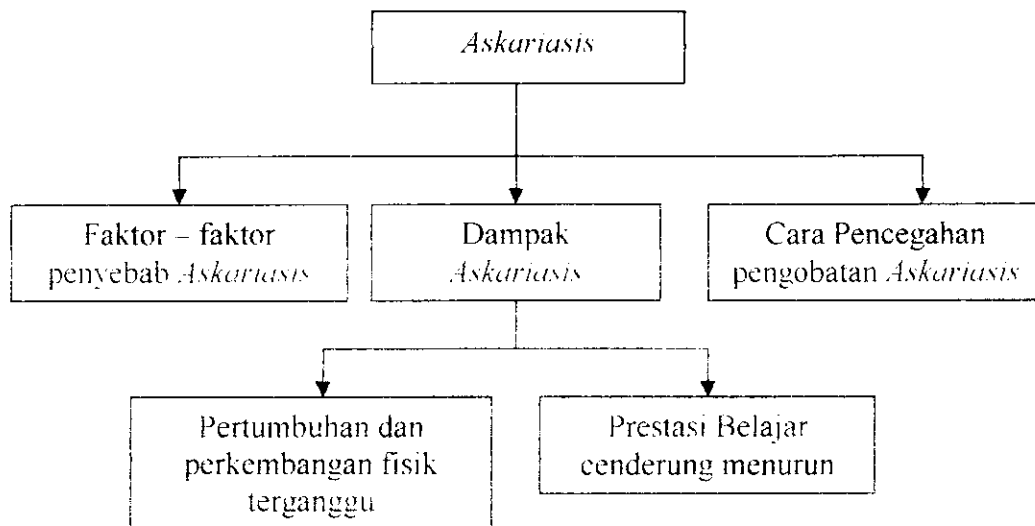 Askariasis
Faktor – faktor
penyebab Askariasis
Dampak
Askariasis
Cara Pencegahan
pengobatan Askariasis
Pertumbuhan dan
perkembangan fisik
terganggu
Prestasi Belajar
cenderung menurun